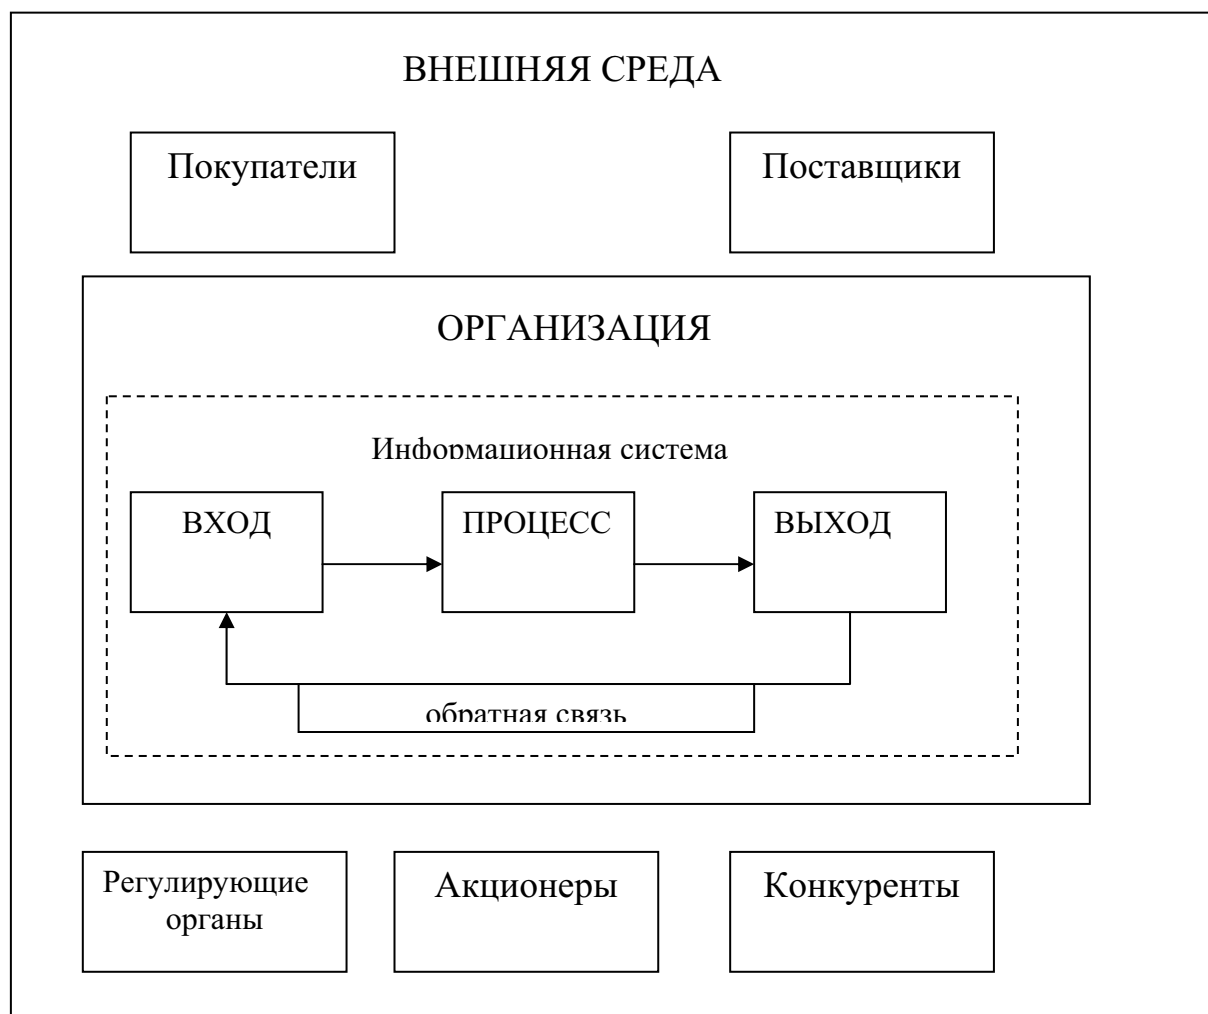 ВНЕШНЯЯ СРЕДА
Покупатели
Поставщики
ОРГАНИЗАЦИЯ
Информационная система
ВХОД
ПРОЦЕСС
ВЫХОД
обратная связь
Регулирующие
органы
Акционеры
Конкуренты